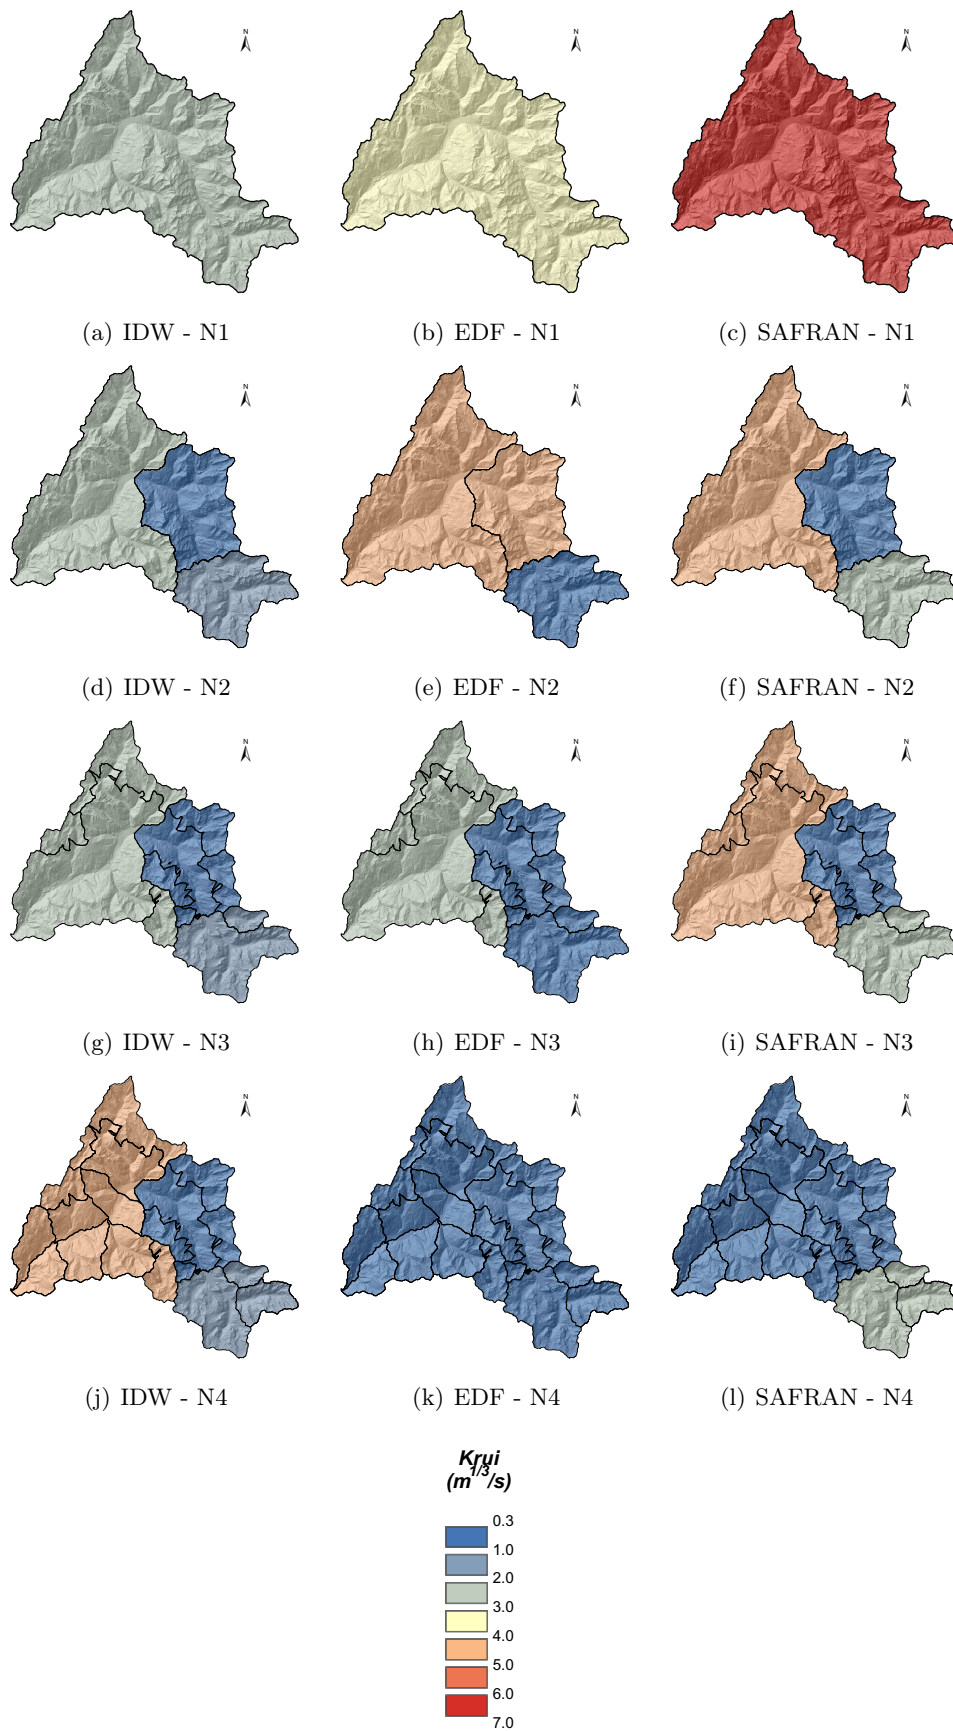 N N N
(a) IDW - N1 (b) EDF - N1 (c) SAFRAN - N1
N N N
(d) IDW - N2 (e) EDF - N2 (f) SAFRAN - N2
N N N
(g) IDW - N3 (h) EDF - N3 (i) SAFRAN - N3
N N N
(j) IDW - N4 (k) EDF - N4 (l) SAFRAN - N4
Krui
(m^1/3/s)
0.3
1.0
2.0
3.0
4.0
5.0
6.0
7.0